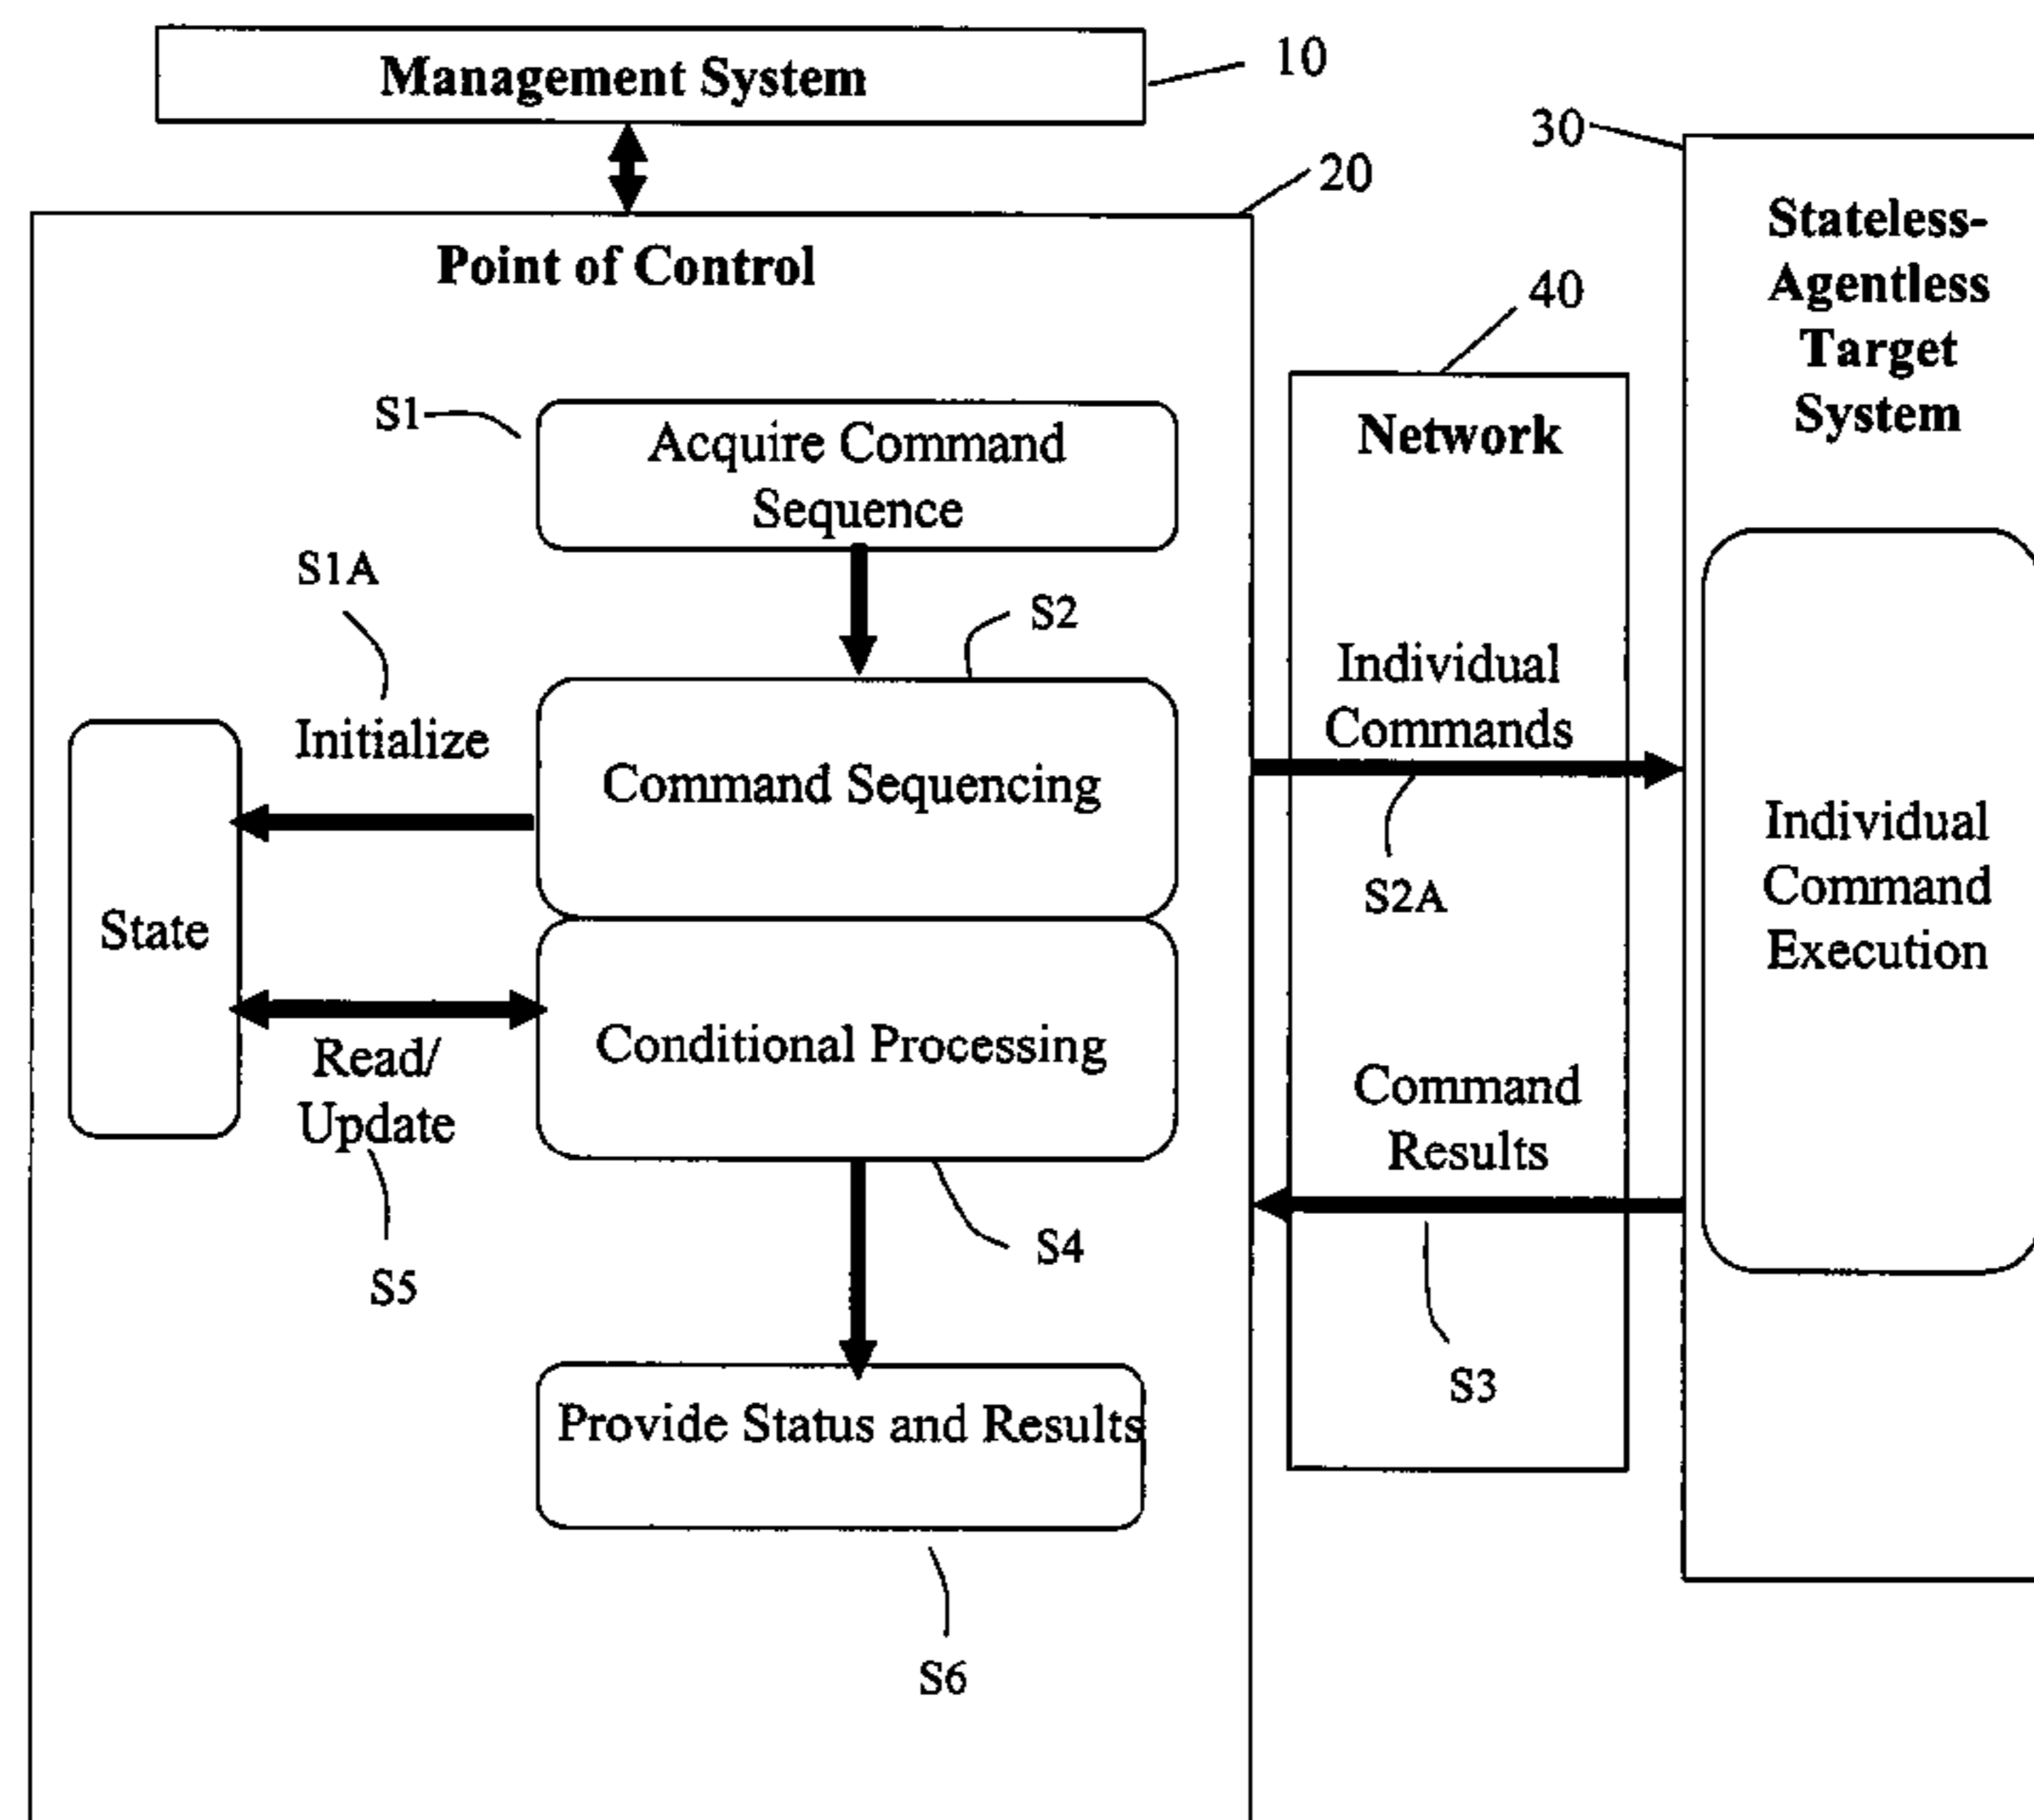 Management System
10
20
30
Stateless-
Agentless
Target
System
Point of Control
40
Network
S1
Acquire Command
Sequence
S1A
Initialize
S2
Command Sequencing
Individual
Commands
S2A
Individual
Command
Execution
State
Read/
Update
S5
Conditional Processing
S4
Command
Results
S3
Provide Status and Results
S6